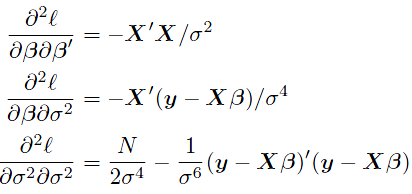 ∂²ℓ/∂β∂β′ = −X′X/σ²
∂²ℓ/∂β∂σ² = −X′(y − Xβ)/σ⁴
∂²ℓ/∂σ²∂σ² = N/2σ⁴ − 1/σ⁶ (y − Xβ)′(y − Xβ)